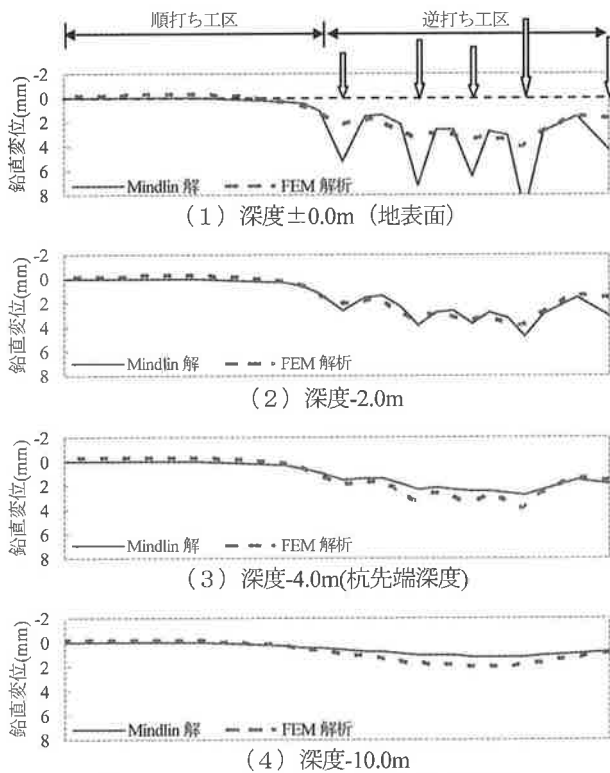 順打ち工区 逆打ち工区
鉛直変位(mm)
-2
0
2
4
6
8
Mindlin 解 FEM 解析
（１）深度±0.0m（地表面）
鉛直変位(mm)
-2
0
2
4
6
8
Mindlin 解 FEM 解析
（２）深度-2.0m
鉛直変位(mm)
-2
0
2
4
6
8
Mindlin 解 FEM 解析
（３）深度-4.0m(杭先端深度)
鉛直変位(mm)
-2
0
2
4
6
8
Mindlin 解 FEM 解析
（４）深度-10.0m